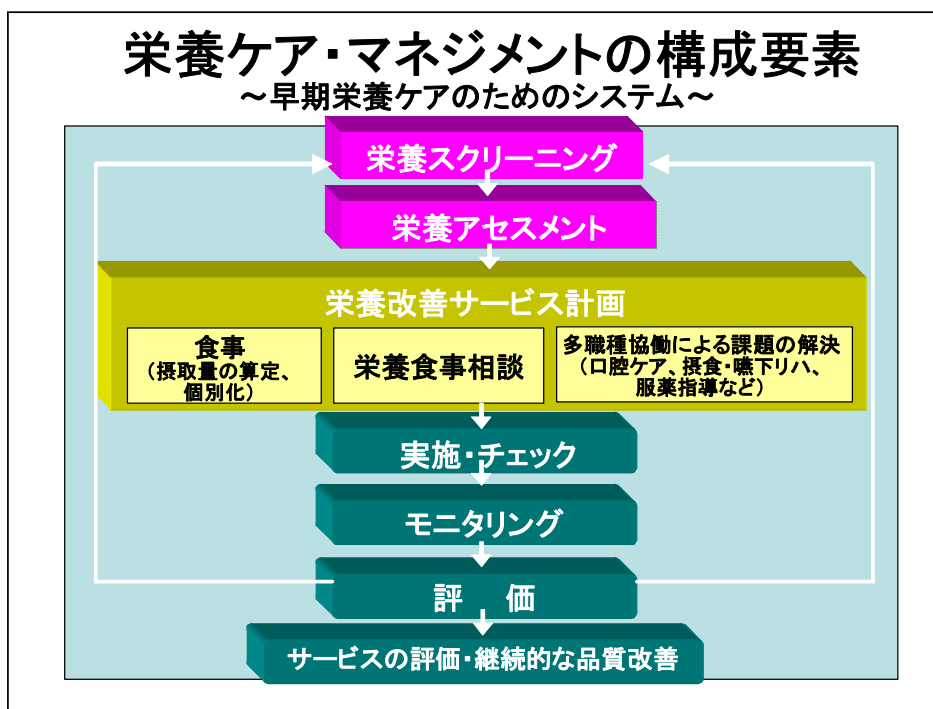 栄養ケア・マネジメントの構成要素
～早期栄養ケアのためのシステム～
栄養スクリーニング
栄養アセスメント
栄養改善サービス計画
食事
（摂取量の算定、
個別化）
栄養食事相談
多職種協働による課題の解決
（口腔ケア、摂食・嚥下リハ、
服薬指導など）
実施・チェック
モニタリング
評　価
サービスの評価・継続的な品質改善